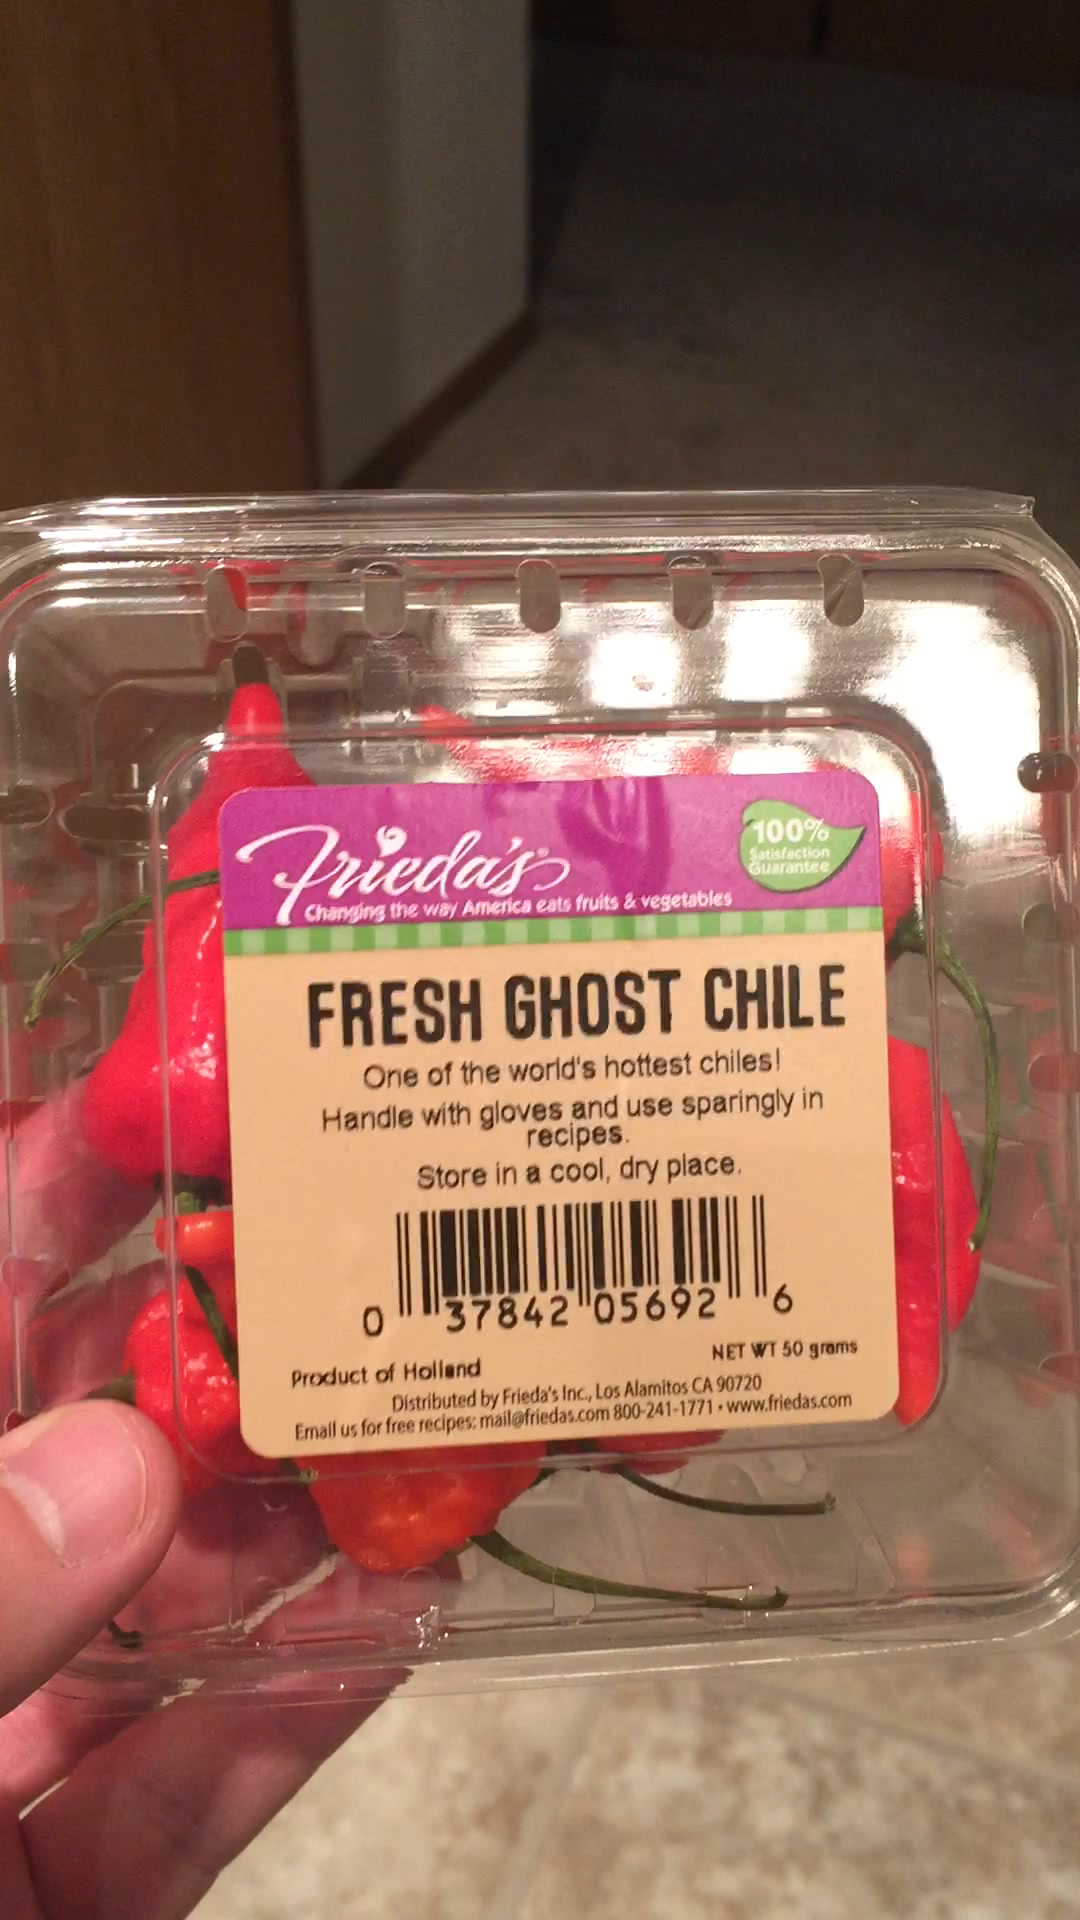 Frieda's®
100%
Satisfaction
Guarantee
Changing the way America eats fruits & vegetables
FRESH GHOST CHILE
One of the world's hottest chiles!
Handle with gloves and use sparingly in
recipes.
Store in a cool, dry place.
0 37842 05692 6
NET WT 50 grams
Product of Holland
Distributed by Frieda's Inc., Los Alamitos CA 90720
Email us for free recipes: mail@friedas.com 800-241-1771 • www.friedas.com